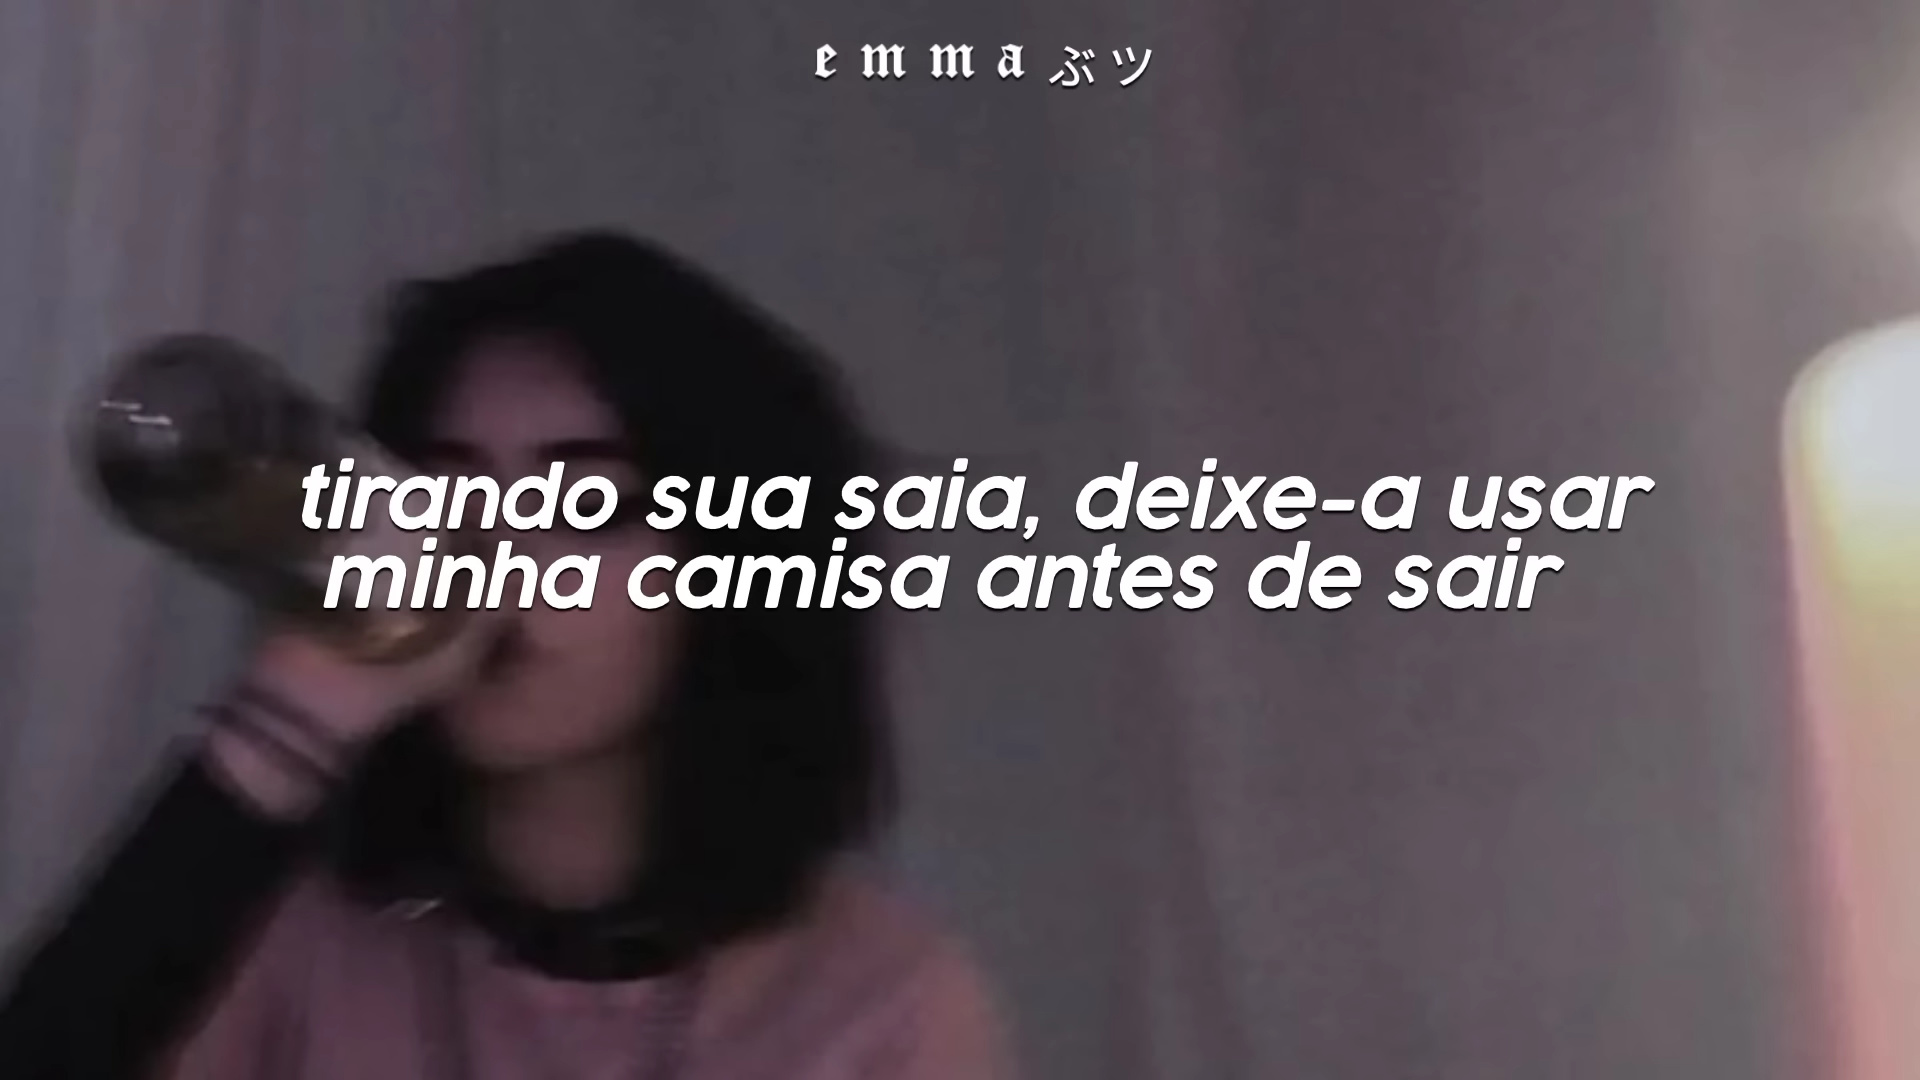 e m m a ぶ ツ
tirando sua saia, deixe-a usar
minha camisa antes de sair